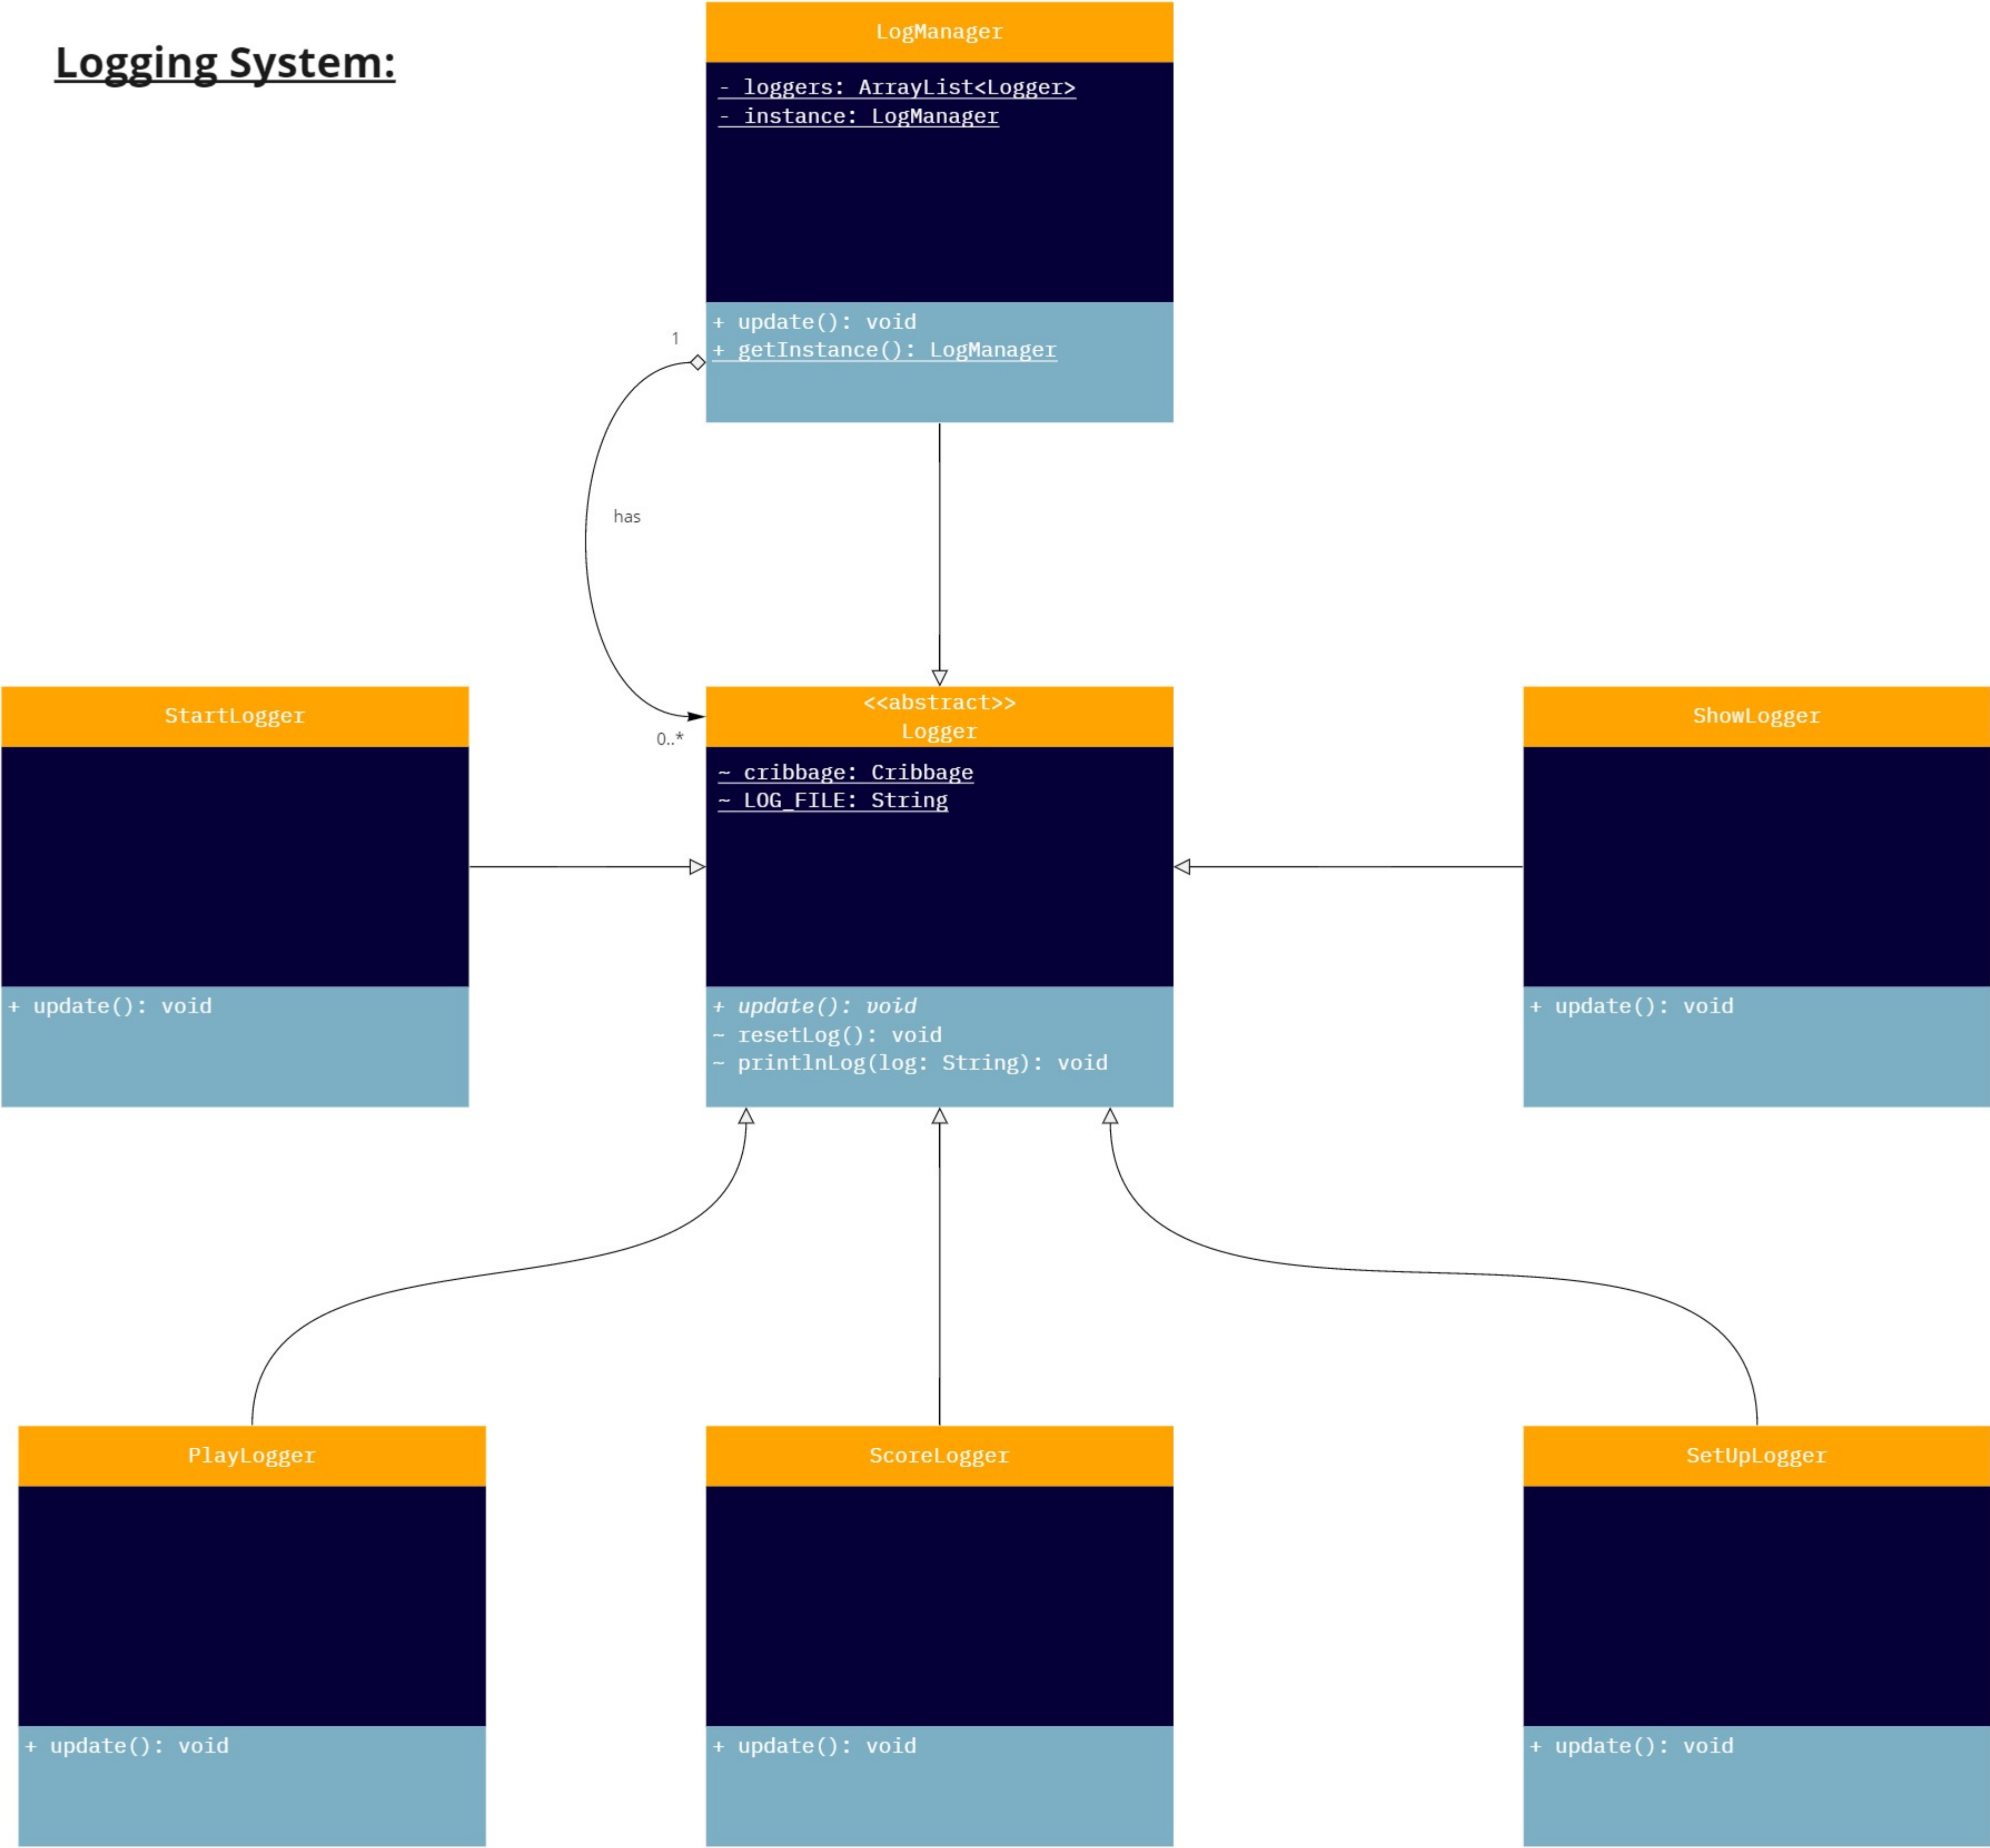 Logging System:
LogManager
- loggers: ArrayList<Logger>
- instance: LogManager
+ update(): void
+ getInstance(): LogManager
1
has
0..*
StartLogger
+ update(): void
<<abstract>>
Logger
~ cribbage: Cribbage
~ LOG_FILE: String
+ update(): void
~ resetLog(): void
~ printlnLog(log: String): void
ShowLogger
+ update(): void
PlayLogger
+ update(): void
ScoreLogger
+ update(): void
SetUpLogger
+ update(): void